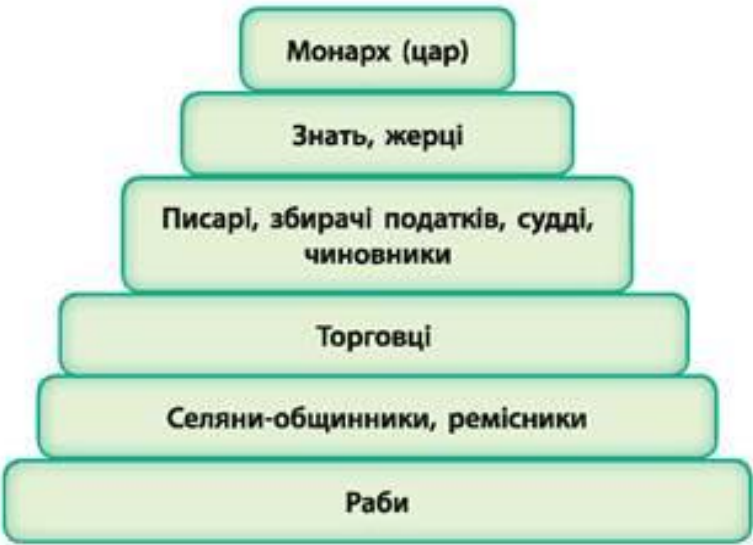 Монарх (цар)
Знать, жерці
Писарі, збирачі податків, судді,
чиновники
Торговці
Селяни-общинники, ремісники
Раби